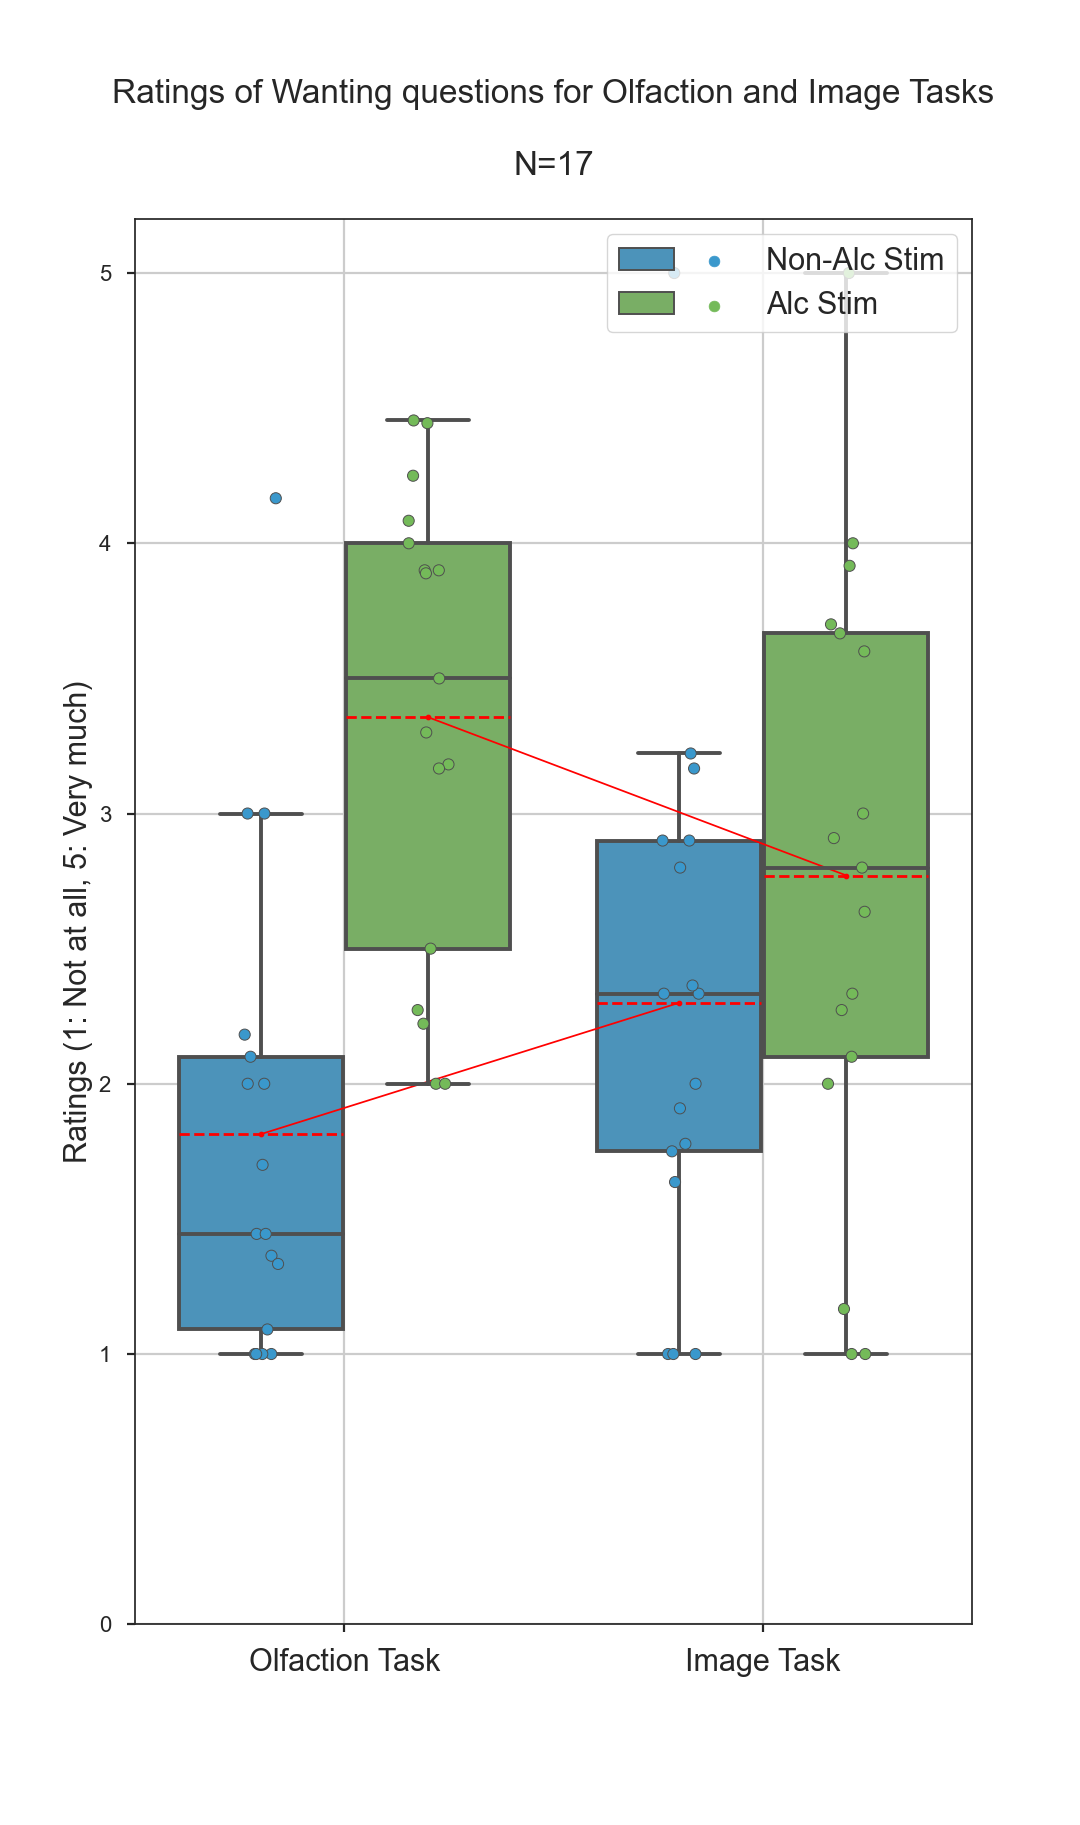 Ratings of Wanting questions for Olfaction and Image Tasks
N=17
Non-Alc Stim
Alc Stim
Ratings (1: Not at all, 5: Very much)
5
4
3
2
1
0
Olfaction Task
Image Task